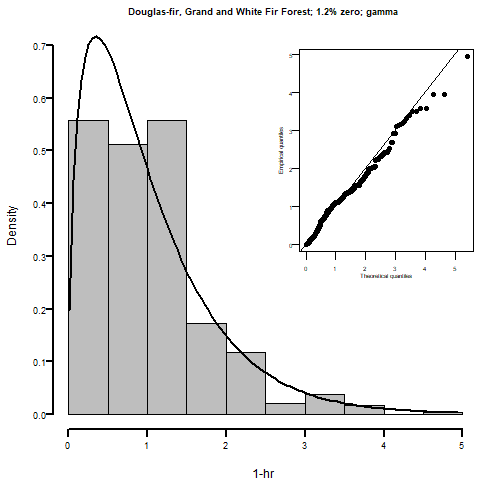 Douglas-fir, Grand and White Fir Forest; 1.2% zero; gamma
0.7
0.6
0.5
0.4
0.3
0.2
0.1
0.0
Density
0 1 2 3 4 5
1-hr
5
4
3
2
1
0
Empirical quantiles
0 1 2 3 4 5
Theoretical quantiles